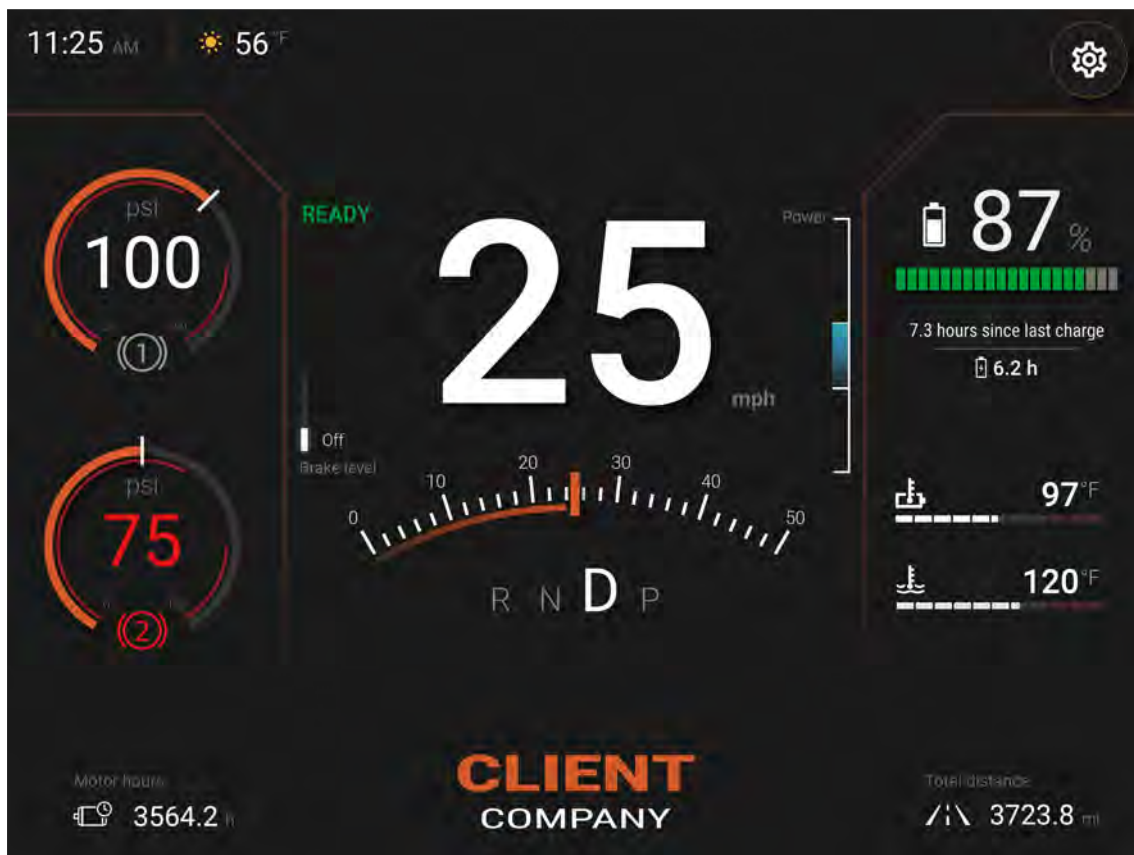 11:25 AM
56 °F
psi
100
1
READY
25
mph
Power
87 %
7.3 hours since last charge
6.2 h
psi
75
2
Off
Brake level
0 10 20 30 40 50
R N D P
97 °F
120 °F
Motor hours
3564.2 h
CLIENT
COMPANY
Total distance
3723.8 mi